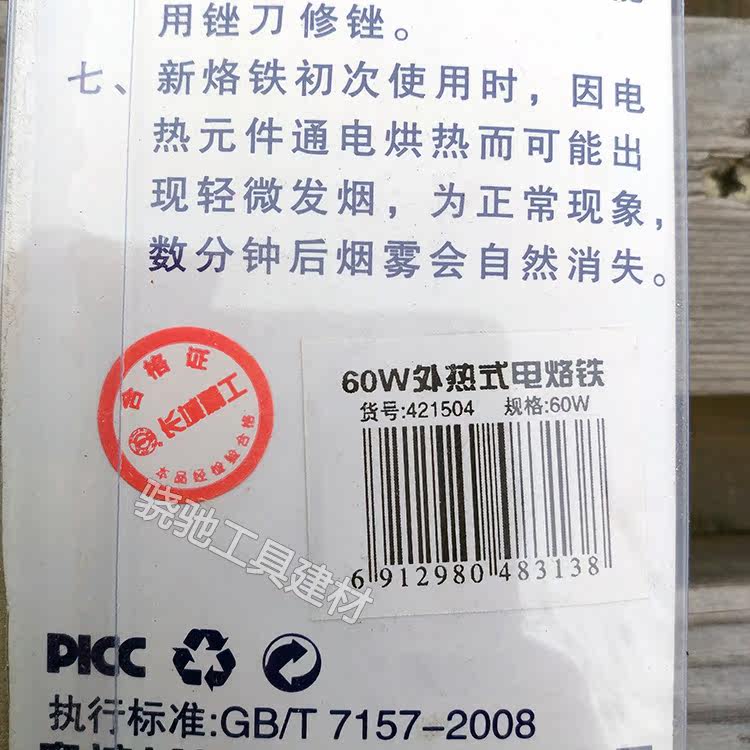 用锉刀修锉。
七、新烙铁初次使用时，因电
热元件通电烘热而可能出
现轻微发烟，为正常现象，
数分钟后烟雾会自然消失。
合格证
本品经检验合格
60W外热式电烙铁
货号:421504 规格:60W
6 912980 483138
骁驰工具建材
PICC
执行标准:GB/T 7157-2008